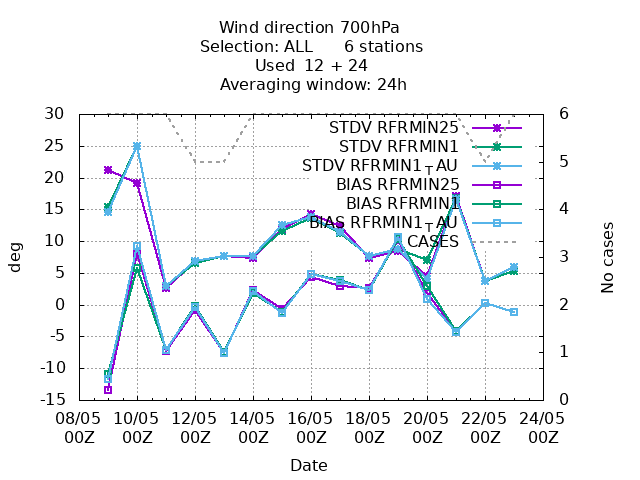 Wind direction 700hPa
Selection: ALL      6 stations
Used  12 + 24
Averaging window: 24h
30
25
20
15
10
5
0
-5
-10
-15
deg
6
5
4
3
2
1
0
No cases
STDV RFRMIN25
STDV RFRMIN1
STDV RFRMIN1TAU
BIAS RFRMIN25
BIAS RFRMIN1
BIAS RFRMIN1TAU
CASES
08/05 10/05 12/05 14/05 16/05 18/05 20/05 22/05 24/05
00Z 00Z 00Z 00Z 00Z 00Z 00Z 00Z 00Z
Date